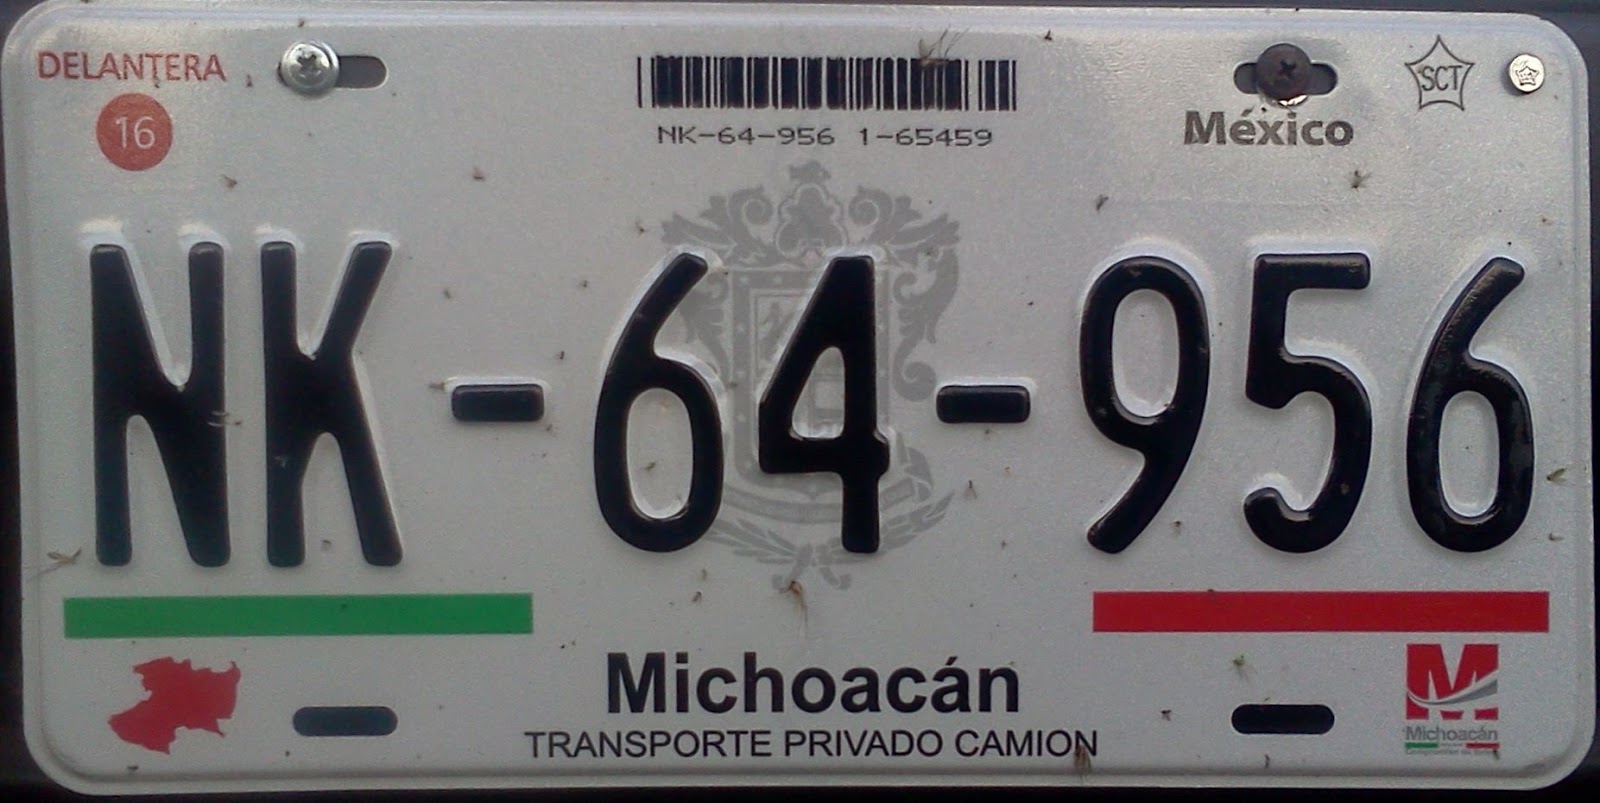 DELANTERA
16
NK-64-956 1-65459
México
SCT
NK-64-956
Michoacán
TRANSPORTE PRIVADO CAMION
M
Michoacán